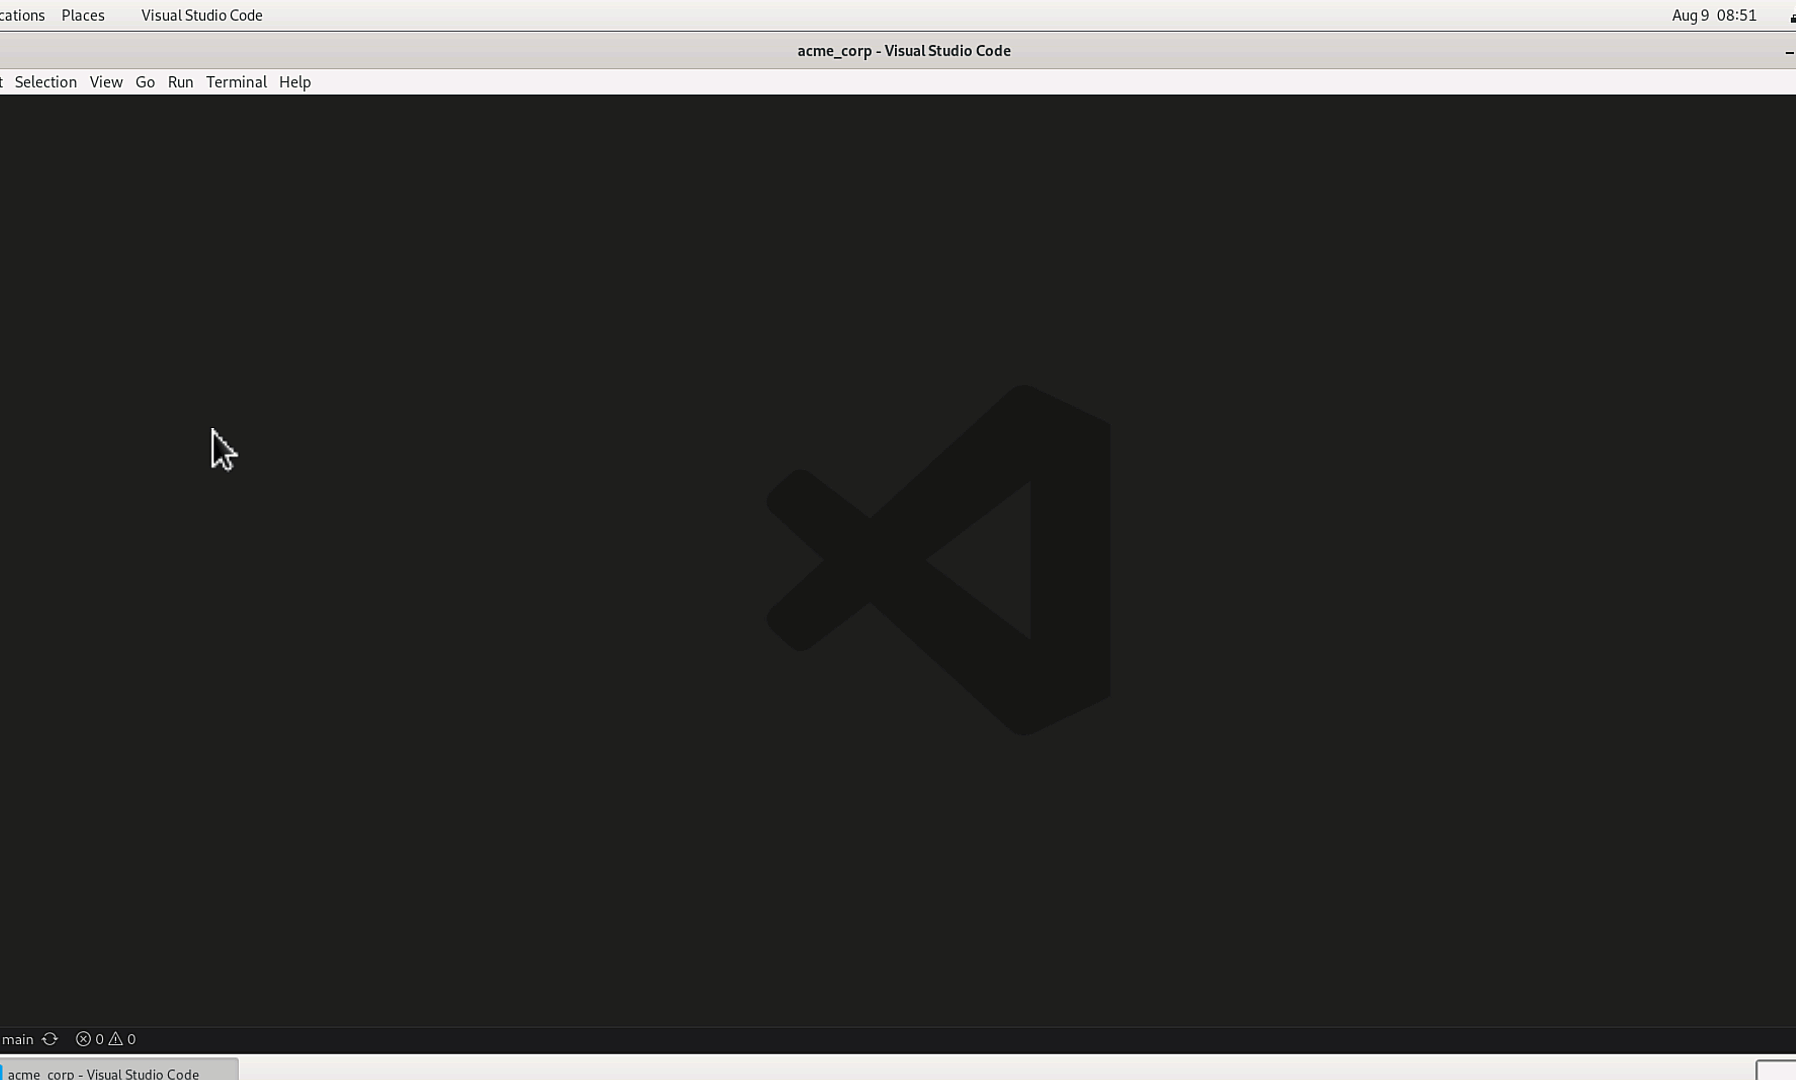 cations Places Visual Studio Code Aug 9 08:51
acme_corp - Visual Studio Code
t Selection View Go Run Terminal Help
main 0 0
acme_corp - Visual Studio Code